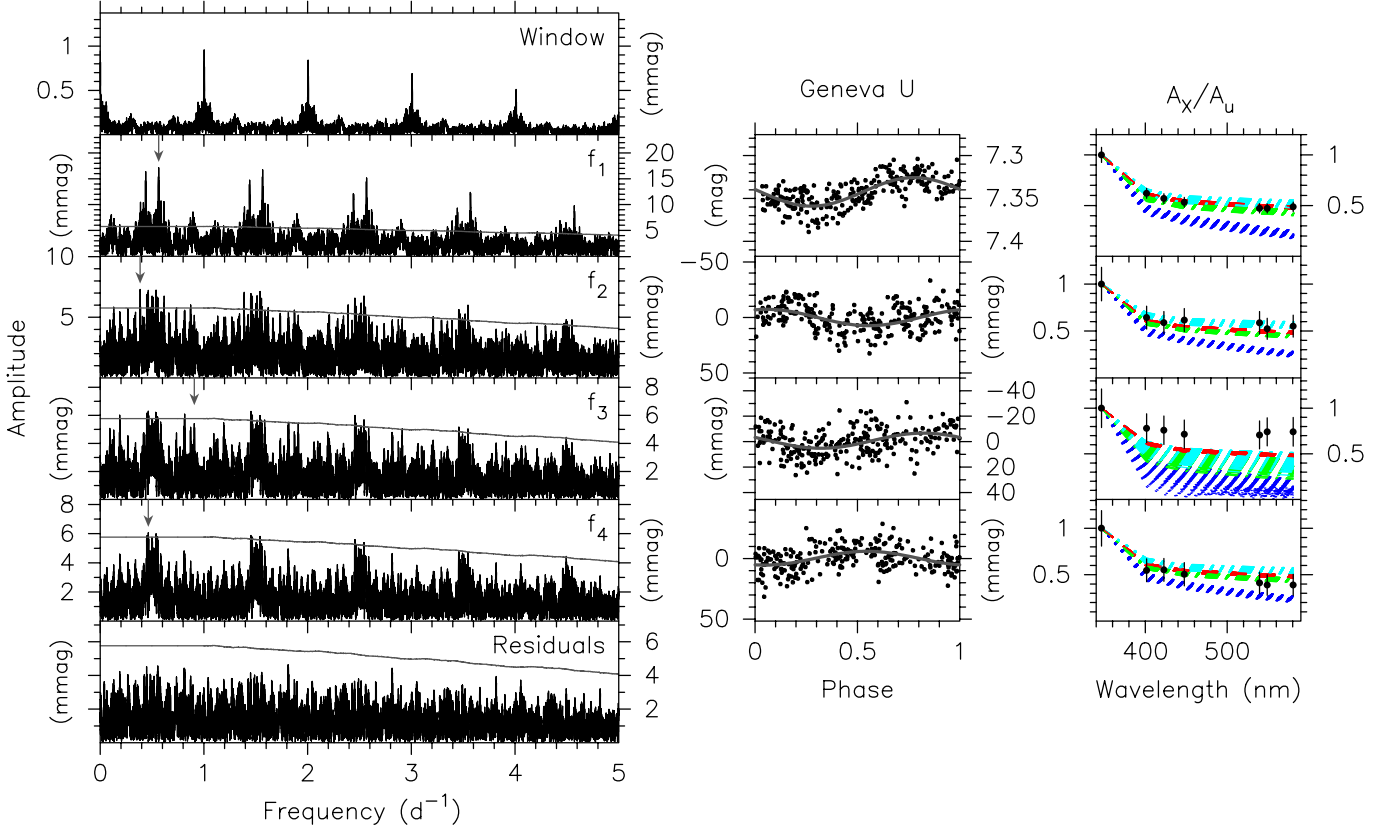 Window
1
0.5
(mmag)
f1
(mmag)
20
15
10
5
f2
10
5
(mmag)
f3
(mmag)
8
6
4
2
f4
8
6
4
2
(mmag)
Residuals
(mmag)
6
4
2
Amplitude
0 1 2 3 4 5
Frequency (d⁻¹)
Geneva U
(mag)
7.3
7.35
7.4
−50
0
50
(mmag)
(mmag)
−40
−20
0
20
40
0
50
(mmag)
0 0.5 1
Phase
AX/Au
1
0.5
1
0.5
1
0.5
1
0.5
400 500
Wavelength (nm)